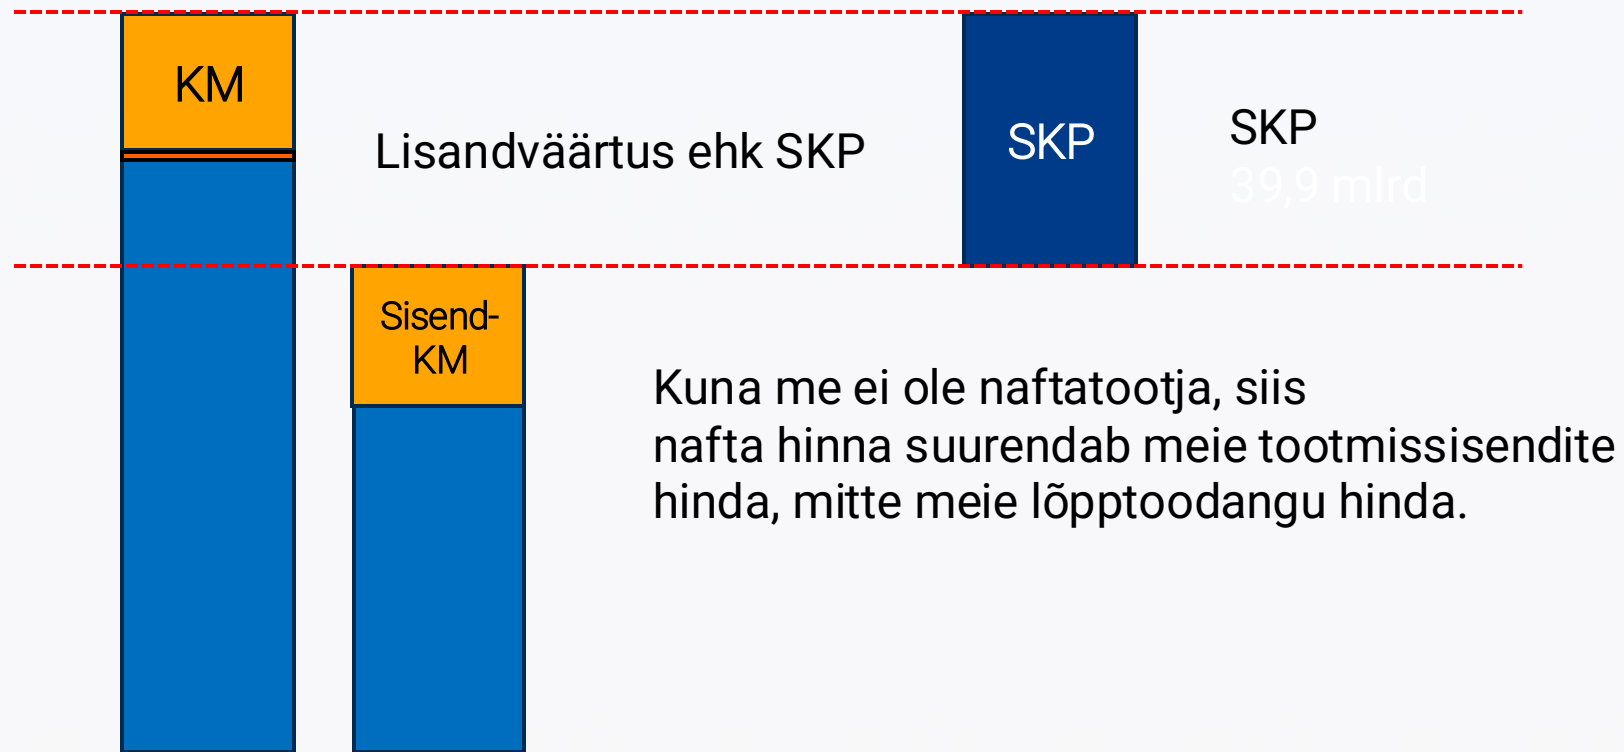 KM
Lisandväärtus ehk SKP
SKP
SKP
39,9 mlrd
Sisend-
KM
Kuna me ei ole naftatootja, siis
nafta hinna suurendab meie tootmissisendite
hinda, mitte meie lõpptoodangu hinda.